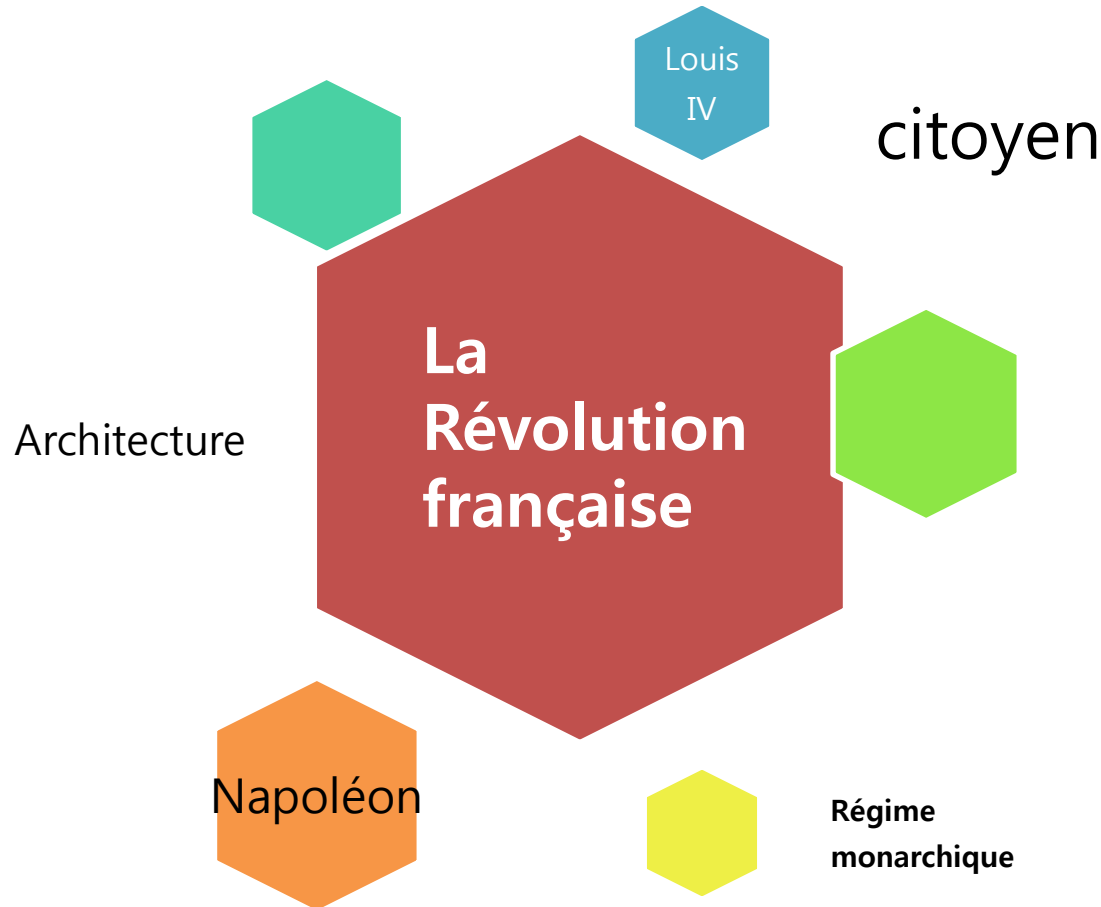 Louis
IV
citoyen
La
Révolution
française
Architecture
Napoléon
Régime
monarchique